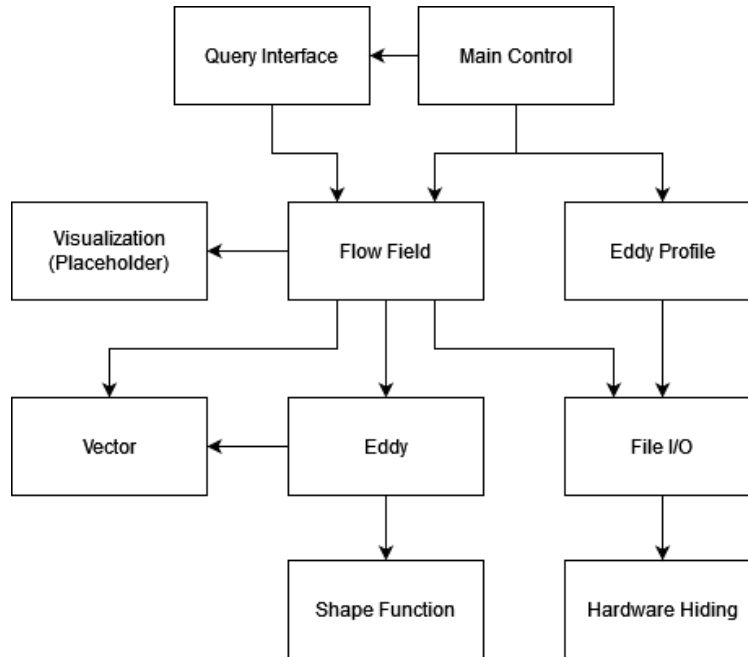 Query Interface
Main Control
Visualization
(Placeholder)
Flow Field
Eddy Profile
Vector
Eddy
File I/O
Shape Function
Hardware Hiding